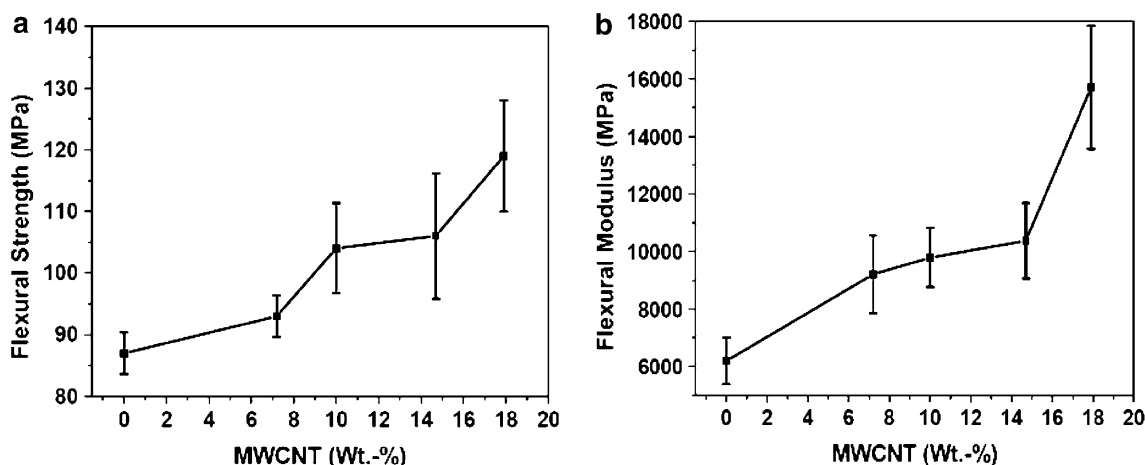 a
140
130
120
110
100
90
80
Flexural Strength (MPa)
0 2 4 6 8 10 12 14 16 18 20
MWCNT (Wt.-%)
b
18000
16000
14000
12000
10000
8000
6000
Flexural Modulus (MPa)
0 2 4 6 8 10 12 14 16 18 20
MWCNT (Wt.-%)